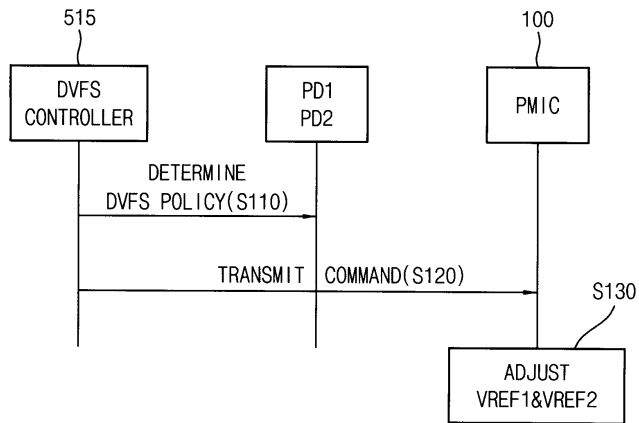 515
100
DVFS
CONTROLLER
PD1
PD2
PMIC
DETERMINE
DVFS POLICY(S110)
TRANSMIT COMMAND(S120)
S130
ADJUST
VREF1&VREF2